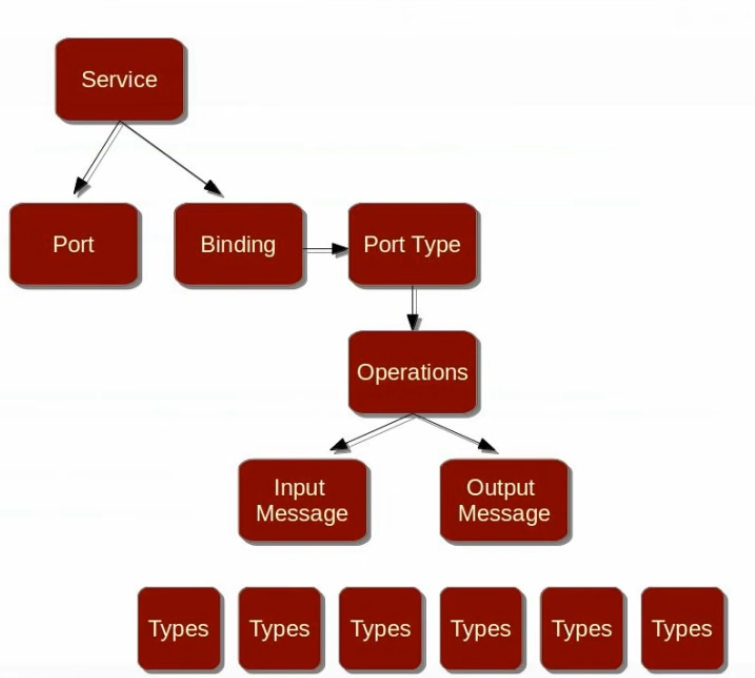 Service
Port
Binding
Port Type
Operations
Input
Message
Output
Message
Types
Types
Types
Types
Types
Types